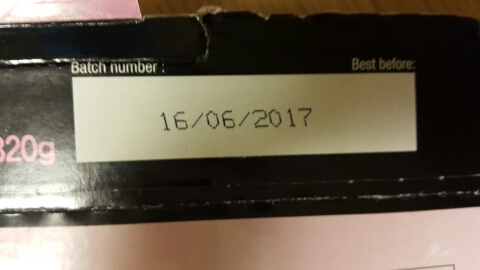 Batch number : Best before:
16/06/2017
320g